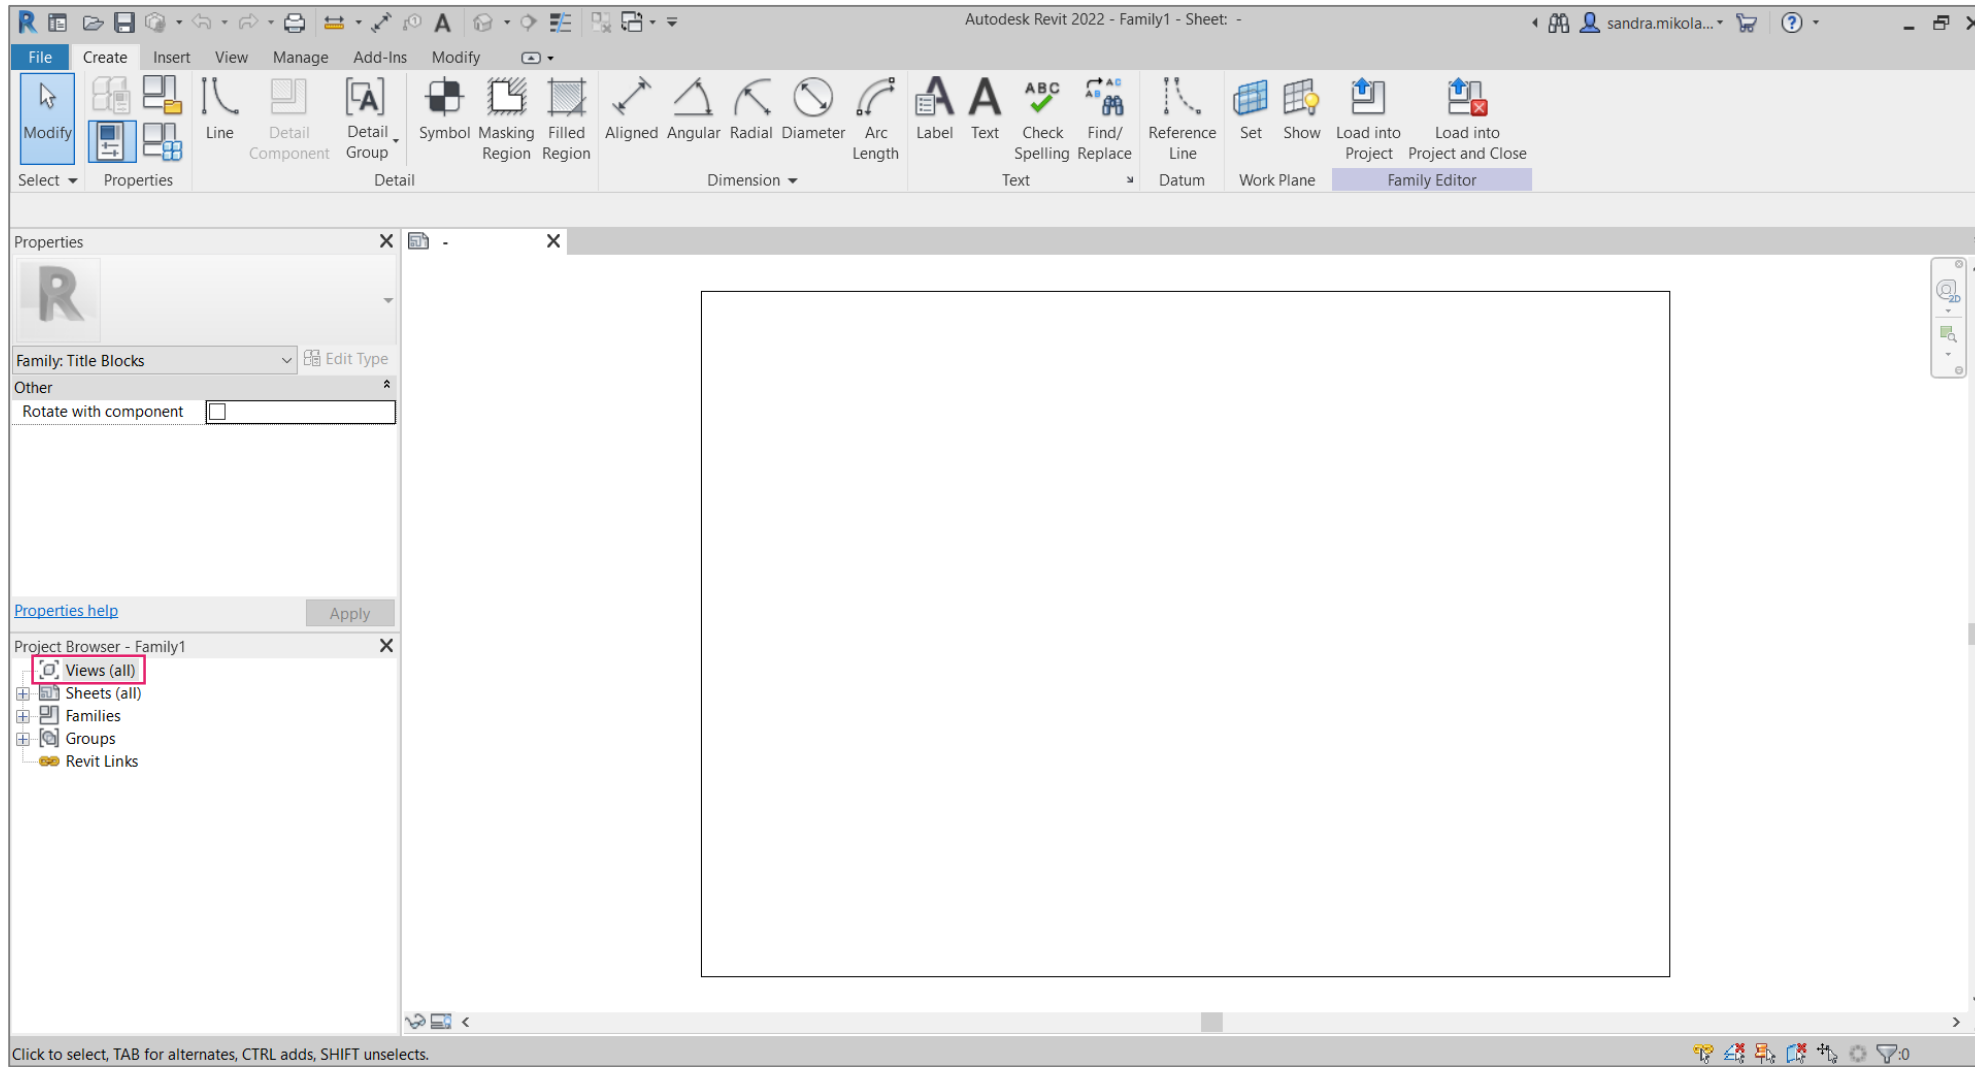 Autodesk Revit 2022 - Family1 - Sheet: -
sandra.mikola...
File Create Insert View Manage Add-Ins Modify
Modify
Line
Detail Component
Detail Group
Symbol
Masking Region
Filled Region
Aligned
Angular
Radial
Diameter
Arc Length
Label
Text
ABC
Check Spelling
Find/ Replace
Reference Line
Set
Show
Load into Project
Load into Project and Close
Select Properties Detail Dimension Text Datum Work Plane Family Editor
Properties
-
Family: Title Blocks
Edit Type
Other
Rotate with component
Properties help
Apply
Project Browser - Family1
Views (all)
Sheets (all)
Families
Groups
Revit Links
Click to select, TAB for alternates, CTRL adds, SHIFT unselects.
:0